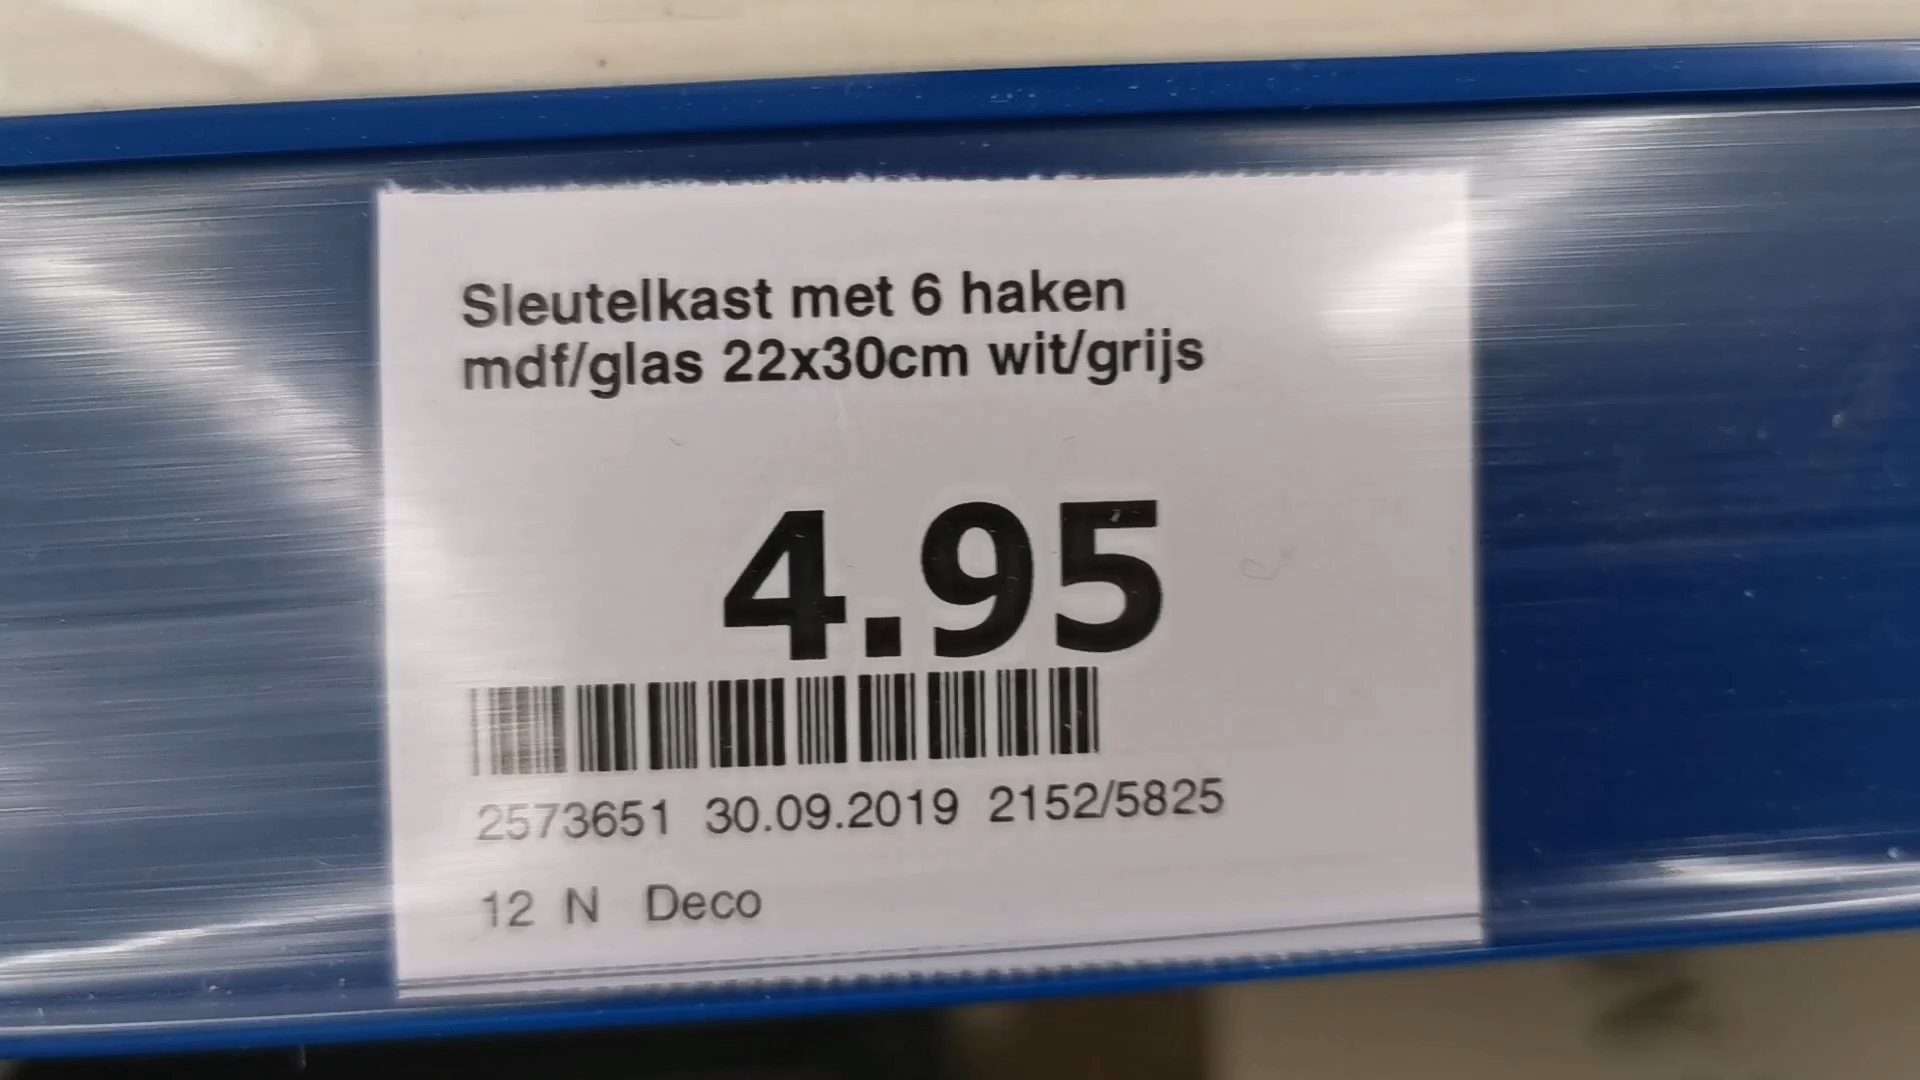 Sleutelkast met 6 haken
mdf/glas 22x30cm wit/grijs
4.95
2573651 30.09.2019 2152/5825
12 N Deco